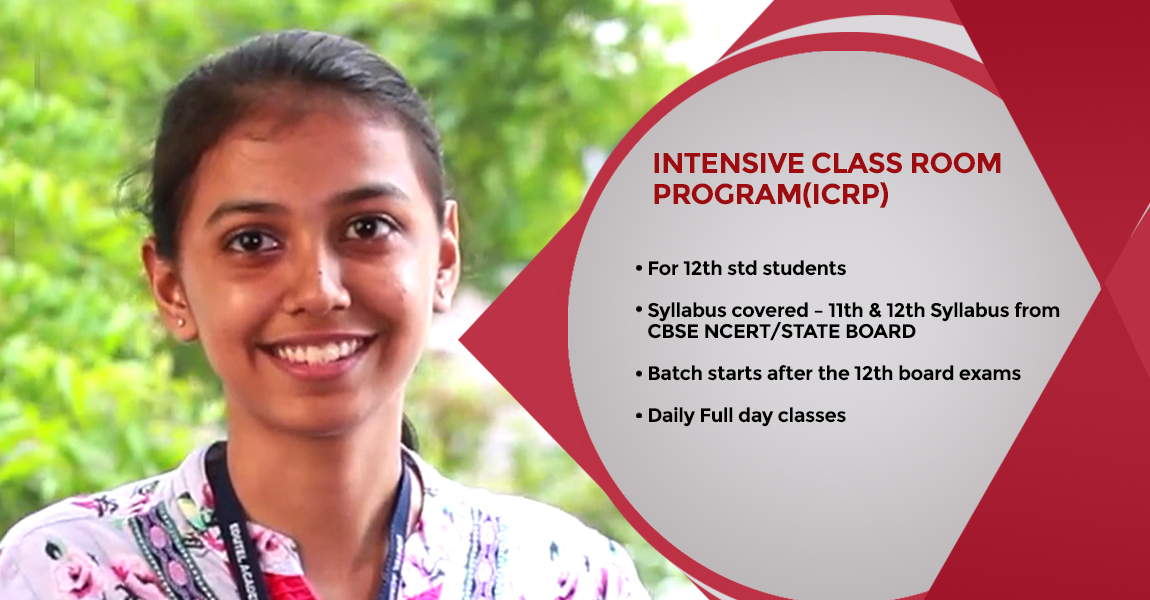 INTENSIVE CLASS ROOM
PROGRAM(ICRP)
• For 12th std students
• Syllabus covered – 11th & 12th Syllabus from
CBSE NCERT/STATE BOARD
• Batch starts after the 12th board exams
• Daily Full day classes